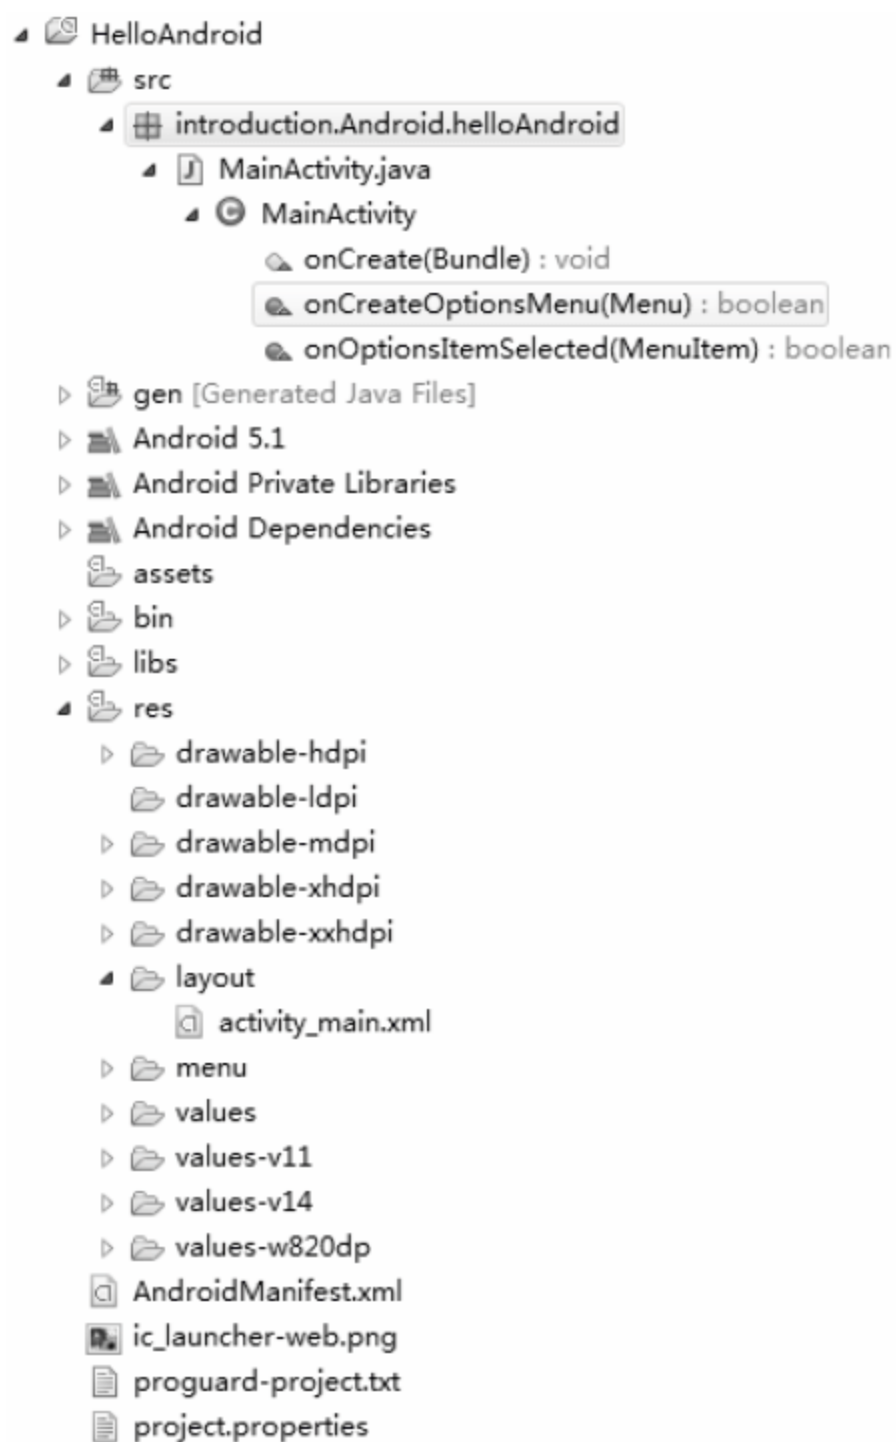 HelloAndroid
src
introduction.Android.helloAndroid
MainActivity.java
MainActivity
onCreate(Bundle) : void
onCreateOptionsMenu(Menu) : boolean
onOptionsItemSelected(MenuItem) : boolean
gen [Generated Java Files]
Android 5.1
Android Private Libraries
Android Dependencies
assets
bin
libs
res
drawable-hdpi
drawable-ldpi
drawable-mdpi
drawable-xhdpi
drawable-xxhdpi
layout
activity_main.xml
menu
values
values-v11
values-v14
values-w820dp
AndroidManifest.xml
ic_launcher-web.png
proguard-project.txt
project.properties